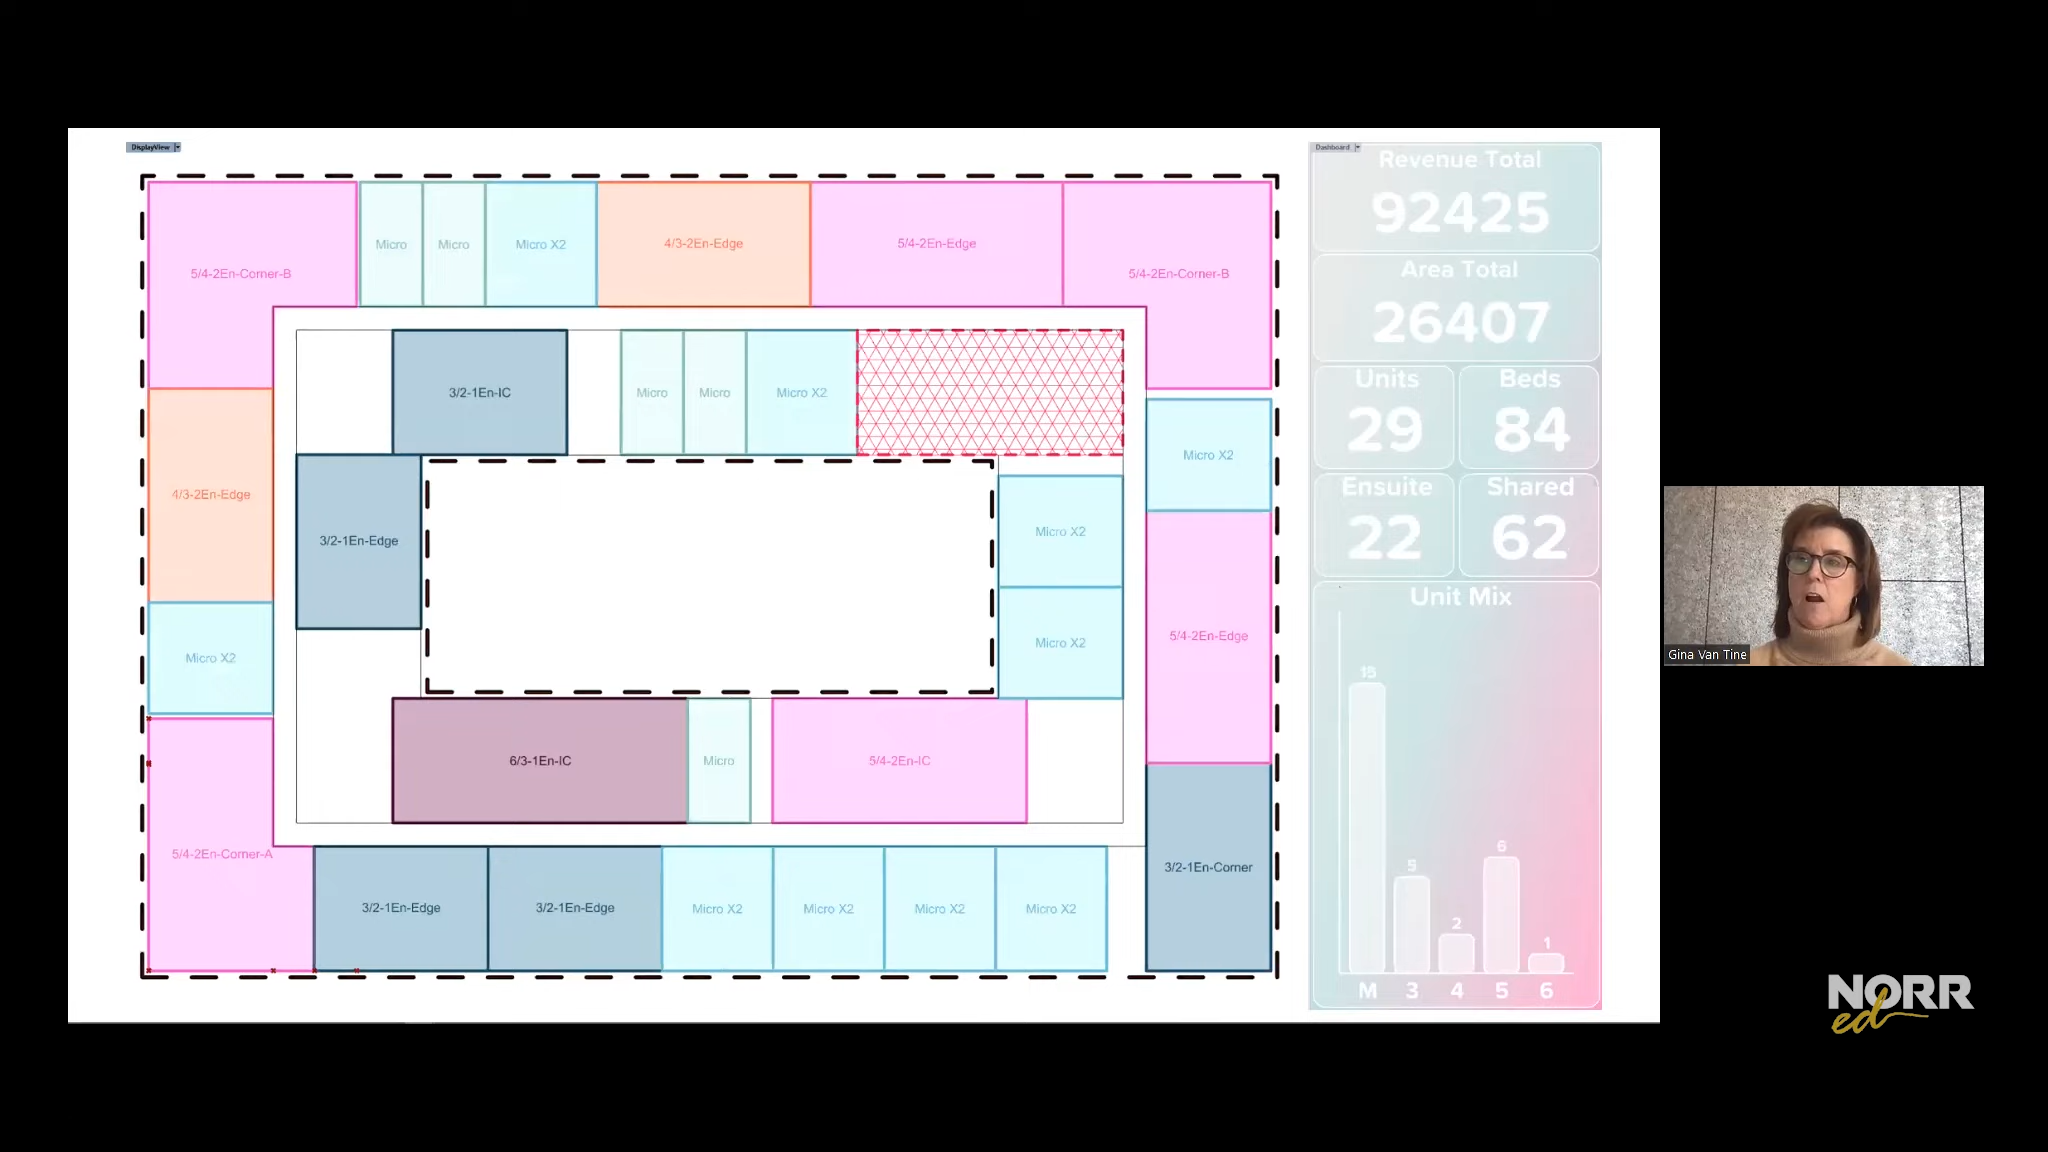 DisplayView
Dashboard
5/4-2En-Corner-B
Micro
Micro
Micro X2
4/3-2En-Edge
5/4-2En-Edge
5/4-2En-Corner-B
3/2-1En-IC
Micro
Micro
Micro X2
Micro X2
4/3-2En-Edge
3/2-1En-Edge
Micro X2
Micro X2
5/4-2En-Edge
Micro X2
6/3-1En-IC
Micro
5/4-2En-IC
5/4-2En-Corner-A
3/2-1En-Edge
3/2-1En-Edge
Micro X2
Micro X2
Micro X2
Micro X2
3/2-1En-Corner
Revenue Total
92425
Area Total
26407
Units
29
Beds
84
Ensuite
22
Shared
62
Unit Mix
15
5
2
6
1
M 3 4 5 6
Gina Van Tine
NORR
ed